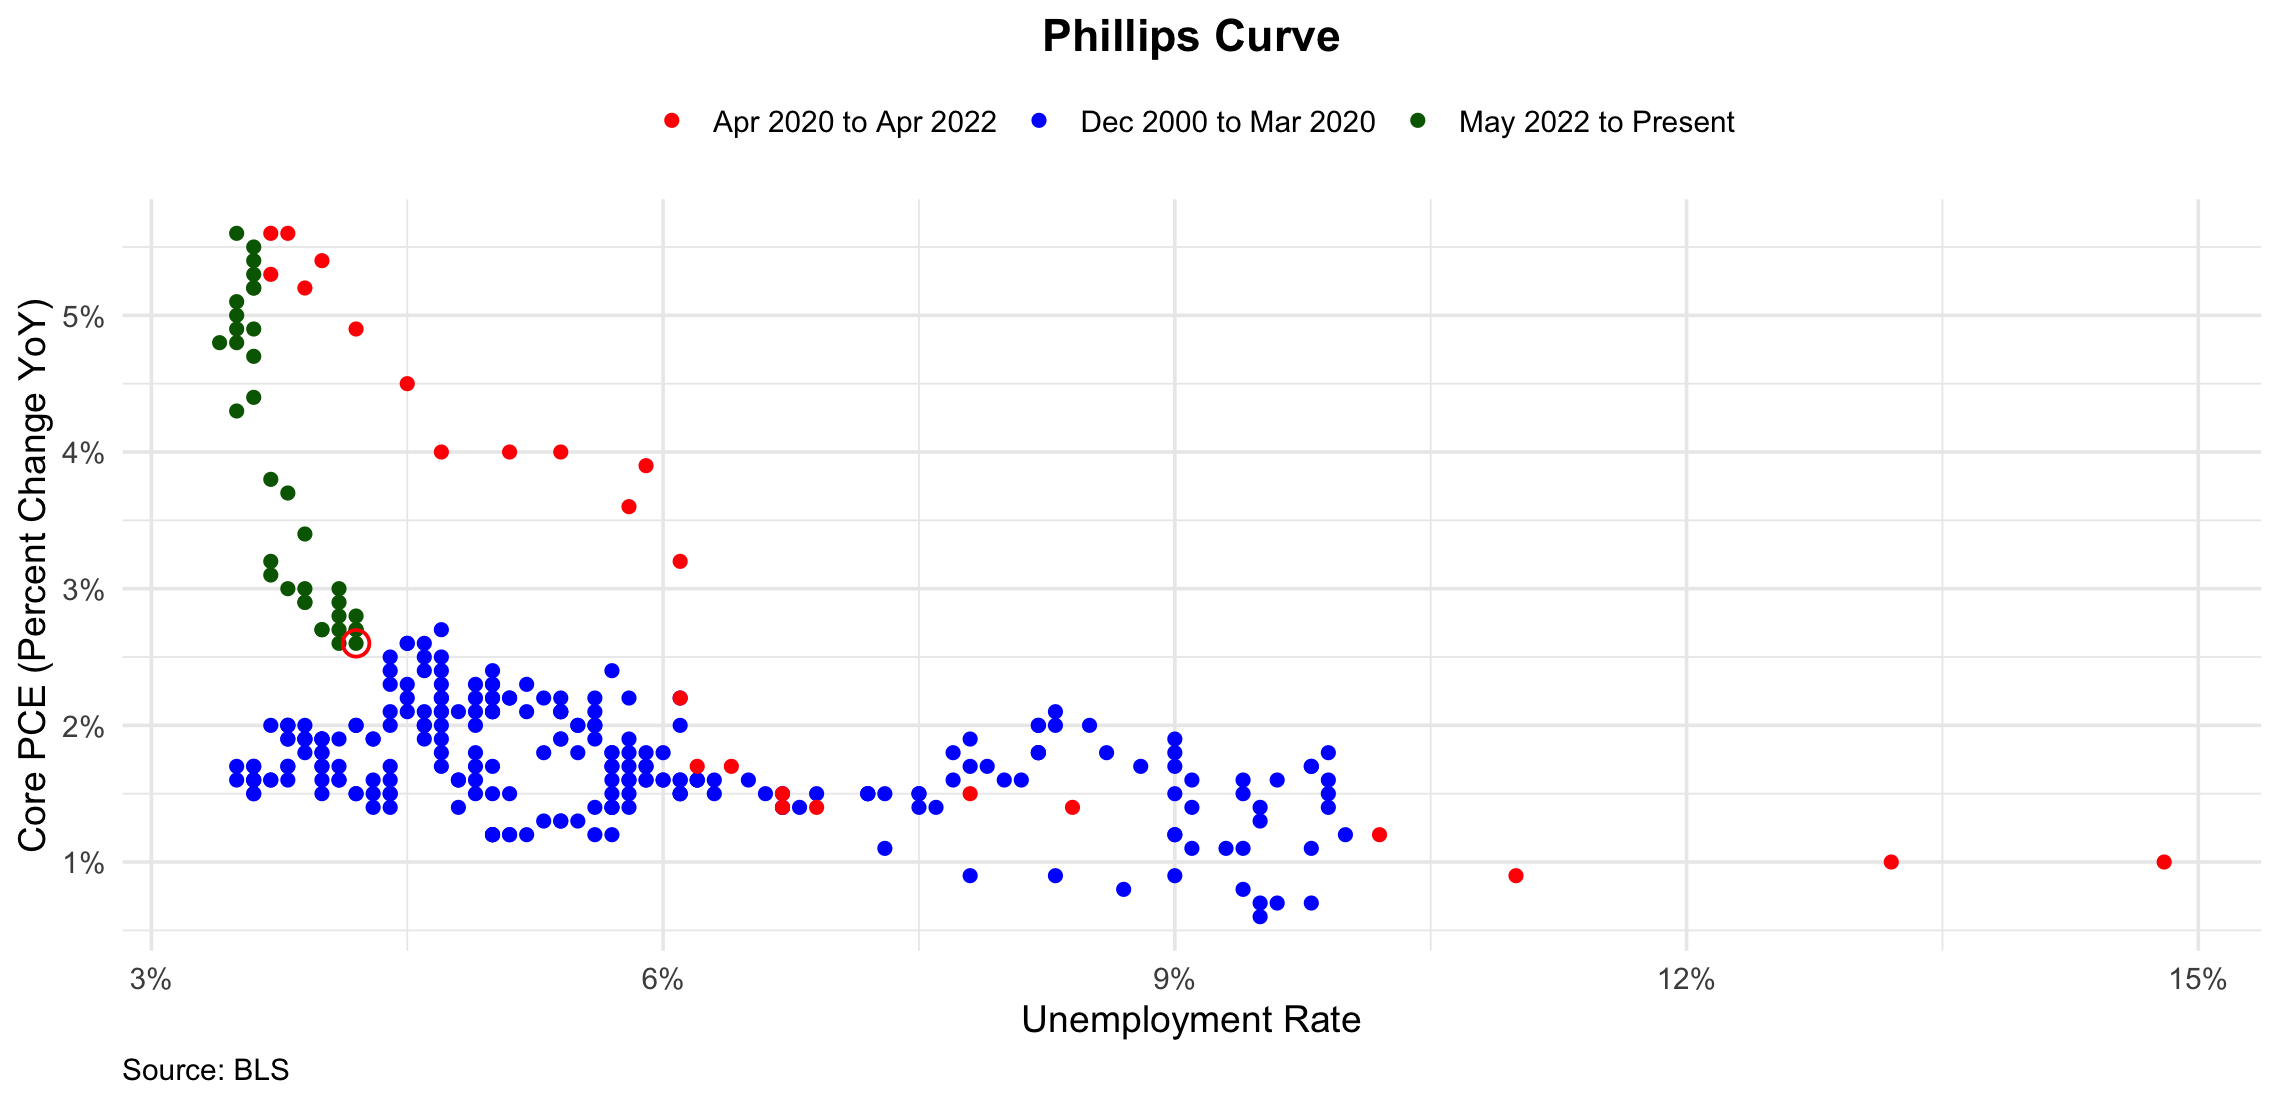 Phillips Curve
Apr 2020 to Apr 2022 Dec 2000 to Mar 2020 May 2022 to Present
Core PCE (Percent Change YoY)
5%
4%
3%
2%
1%
3% 6% 9% 12% 15%
Unemployment Rate
Source: BLS